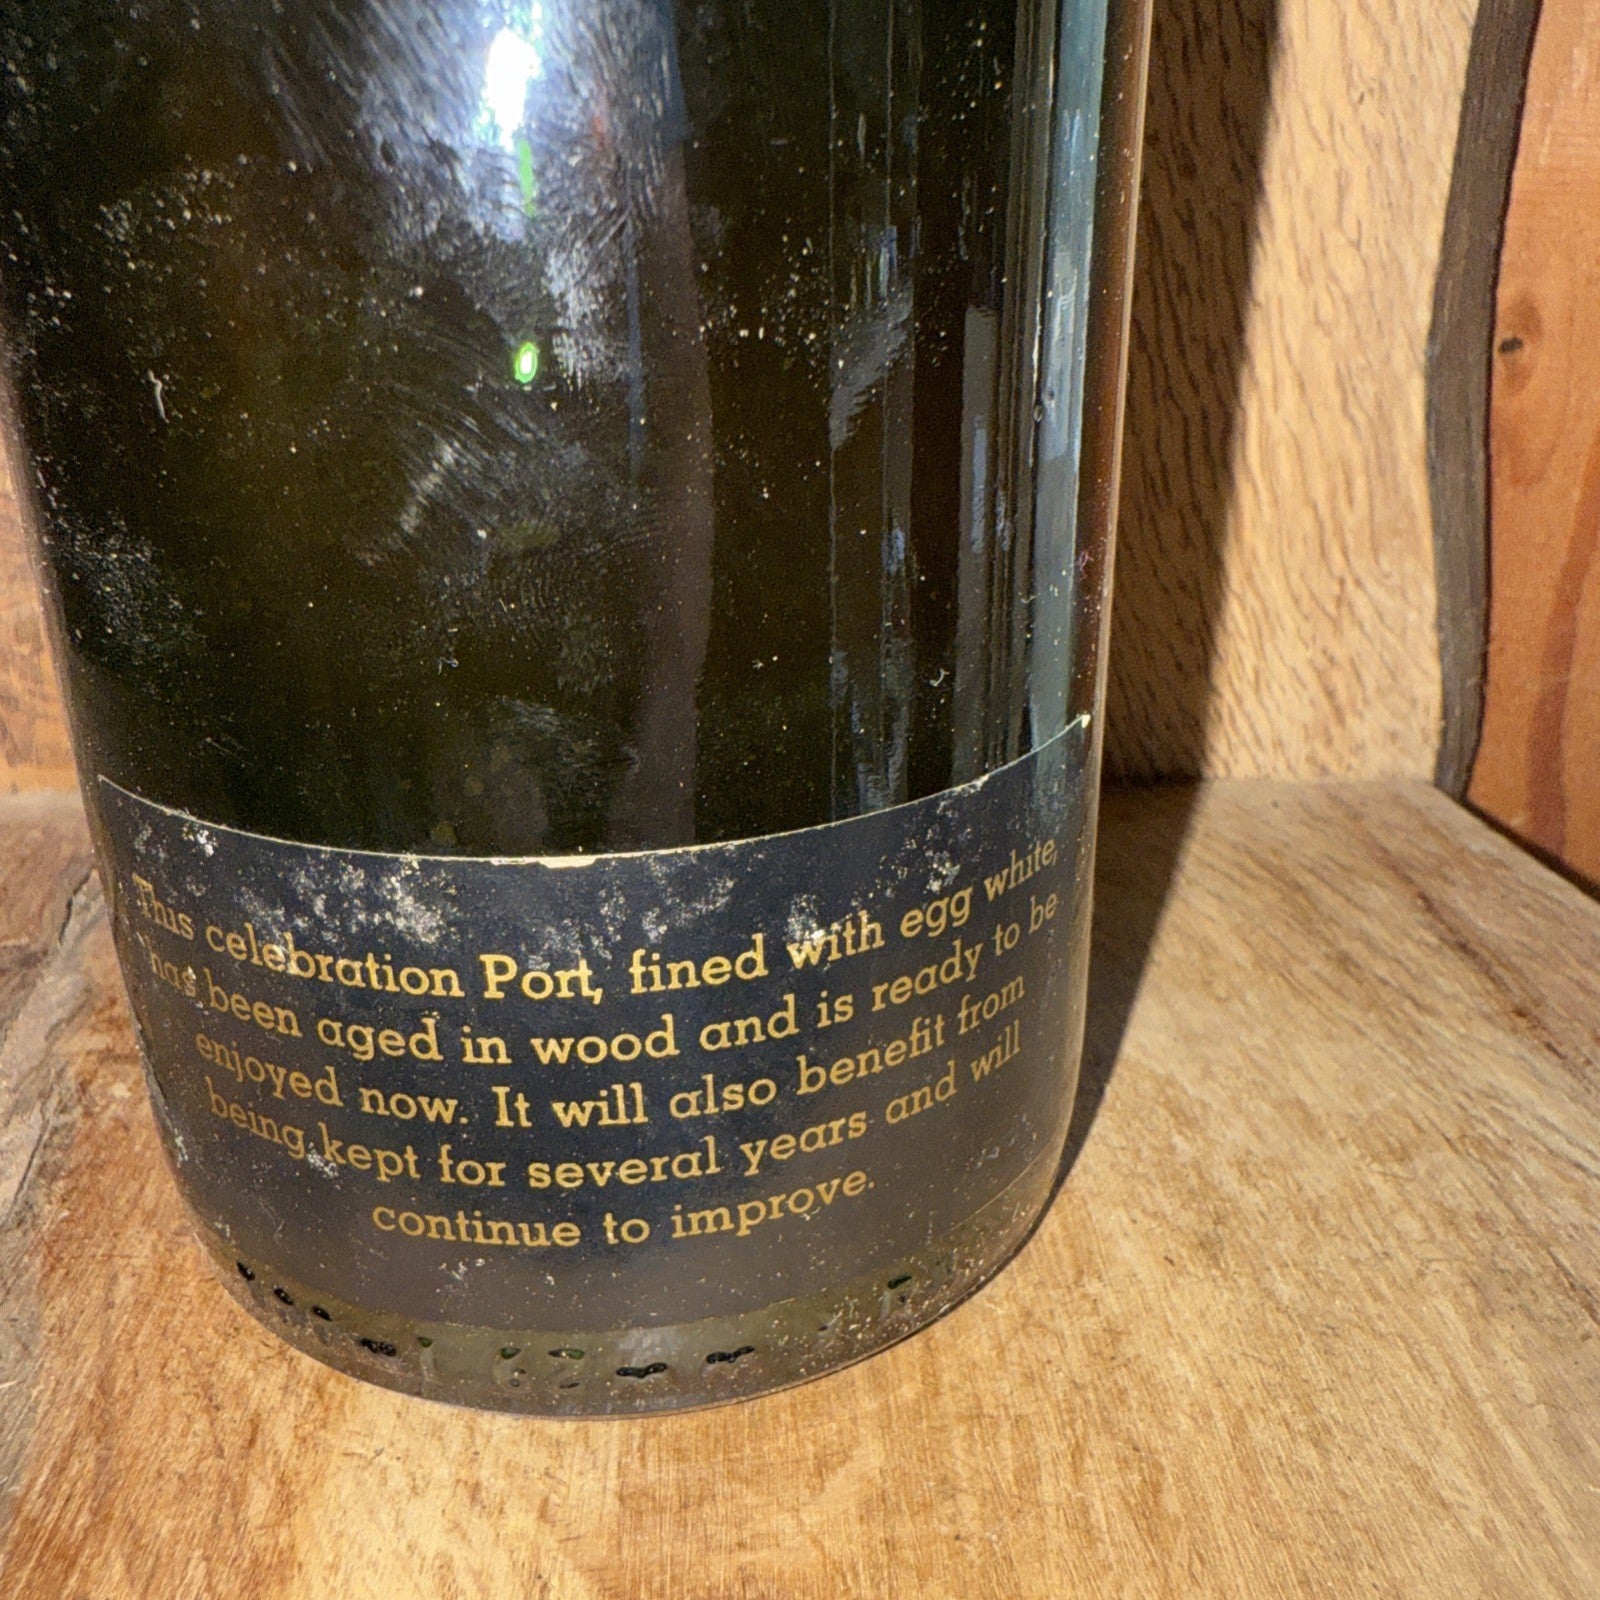 This celebration Port, fined with egg white,
has been aged in wood and is ready to be
enjoyed now. It will also benefit from
being kept for several years and will
continue to improve.